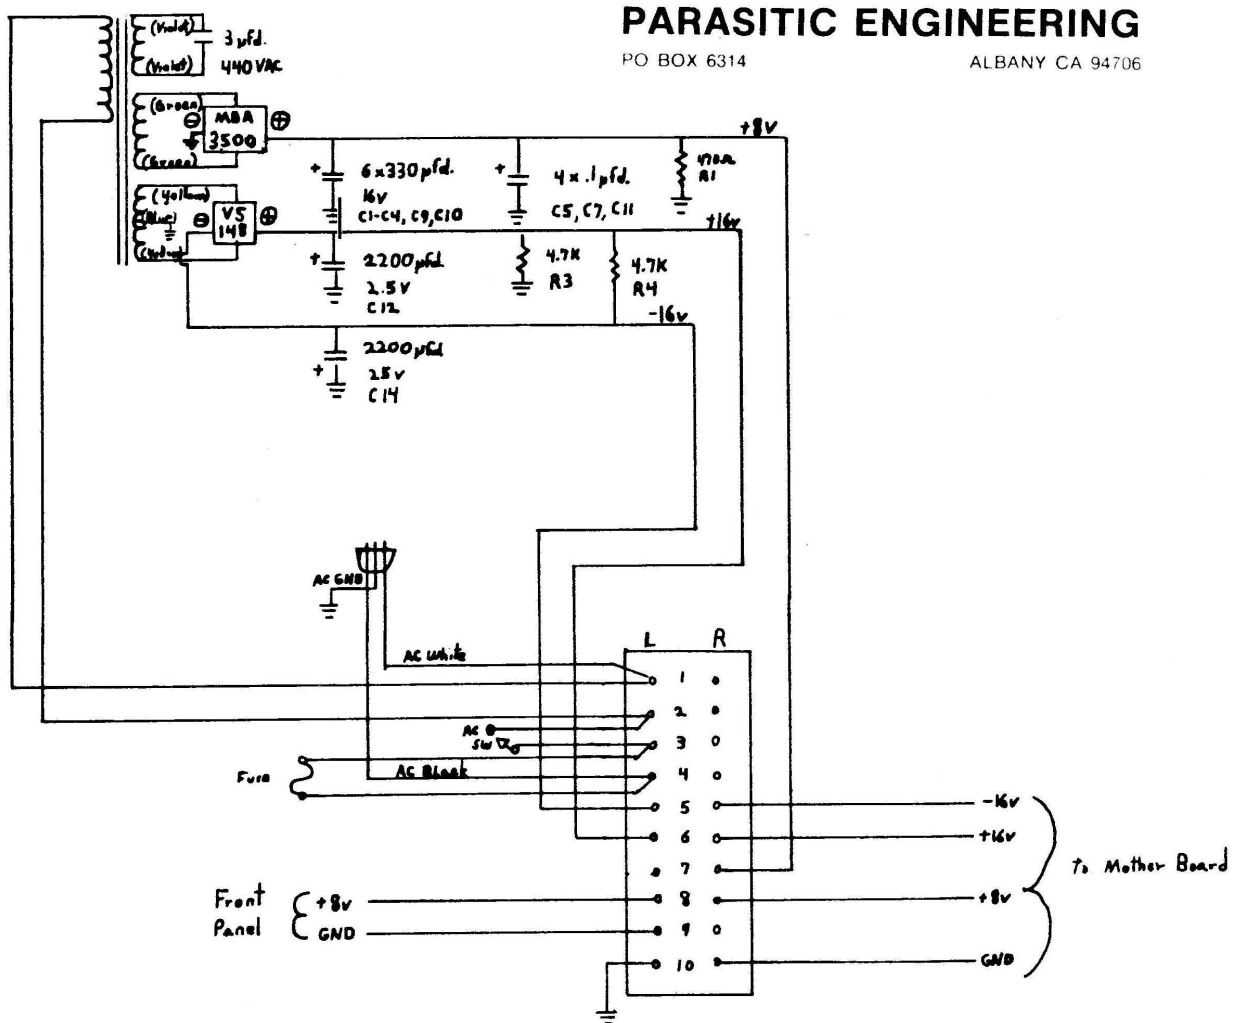 PARASITIC ENGINEERING
PO BOX 6314 ALBANY CA 94706
(Violet)
3 µfd.
(Violet)
440 VAC
(Green)
⊖ MDA ⊕
3500
(Green)
+8v
+ 6x330µfd.
16v
C1-C4, C9, C10
+ 4x.1µfd.
C5, C7, C11
470Ω
R1
(Yellow)
(Blue)
⊖ VS ⊕
148
(Yellow)
+16v
+ 2200µfd.
2.5V
C12
4.7K
R3
4.7K
R4
-16v
2200µfd
+ 25v
C14
AC GND
L R
AC White
1
2
AC
SW
3
Fuse
AC Black
4
5 -16v
6 +16v
7
To Mother Board
Front +8v 8 +8v
Panel GND 9
10 GND